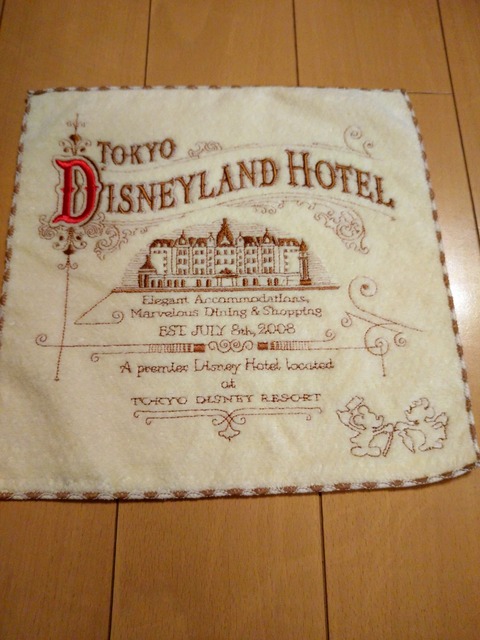 TOKYO
DISNEYLAND HOTEL
Elegant Accommodations,
Marvelous Dining & Shopping
EST. JULY 8th, 2008
A premier Disney Hotel located
at
TOKYO DISNEY RESORT